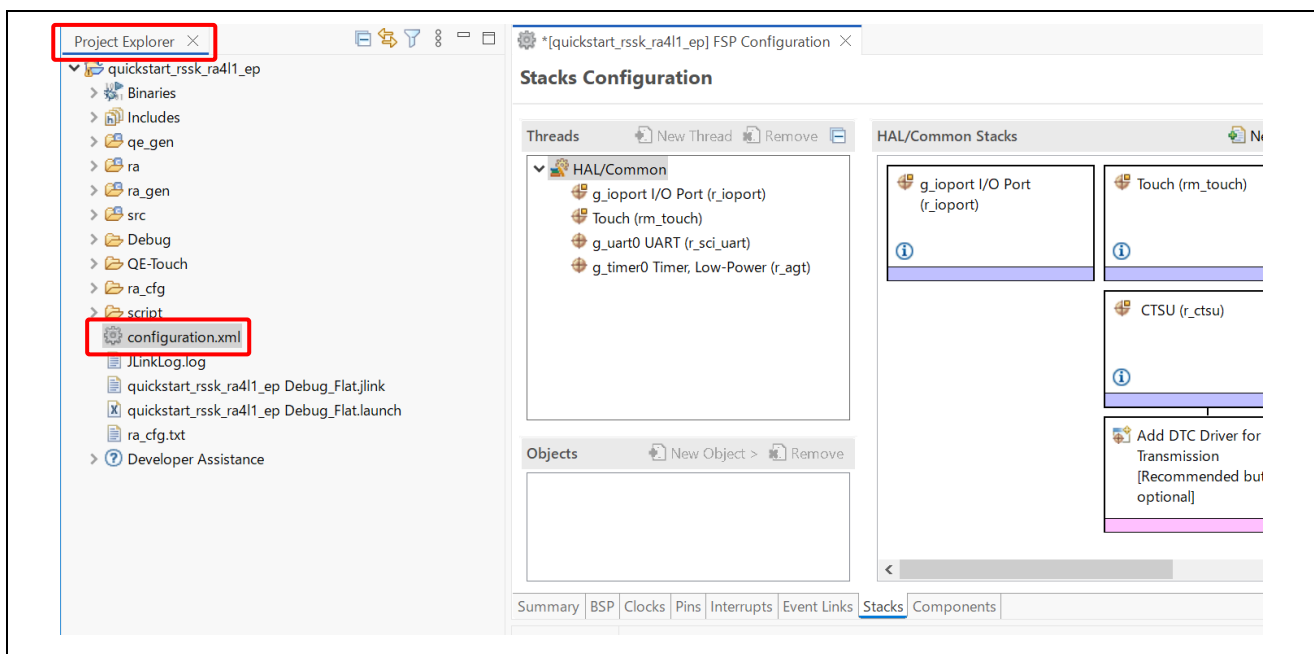 Project Explorer
quickstart_rssk_ra4l1_ep
Binaries
Includes
qe_gen
ra
ra_gen
src
Debug
QE-Touch
ra_cfg
script
configuration.xml
JLinkLog.log
quickstart_rssk_ra4l1_ep Debug_Flat.jlink
quickstart_rssk_ra4l1_ep Debug_Flat.launch
ra_cfg.txt
Developer Assistance
*[quickstart_rssk_ra4l1_ep] FSP Configuration
Stacks Configuration
Threads New Thread Remove
HAL/Common
g_ioport I/O Port (r_ioport)
Touch (rm_touch)
g_uart0 UART (r_sci_uart)
g_timer0 Timer, Low-Power (r_agt)
Objects New Object > Remove
HAL/Common Stacks
g_ioport I/O Port
(r_ioport)
Touch (rm_touch)
CTSU (r_ctsu)
Add DTC Driver for
Transmission
[Recommended but
optional]
Summary BSP Clocks Pins Interrupts Event Links Stacks Components